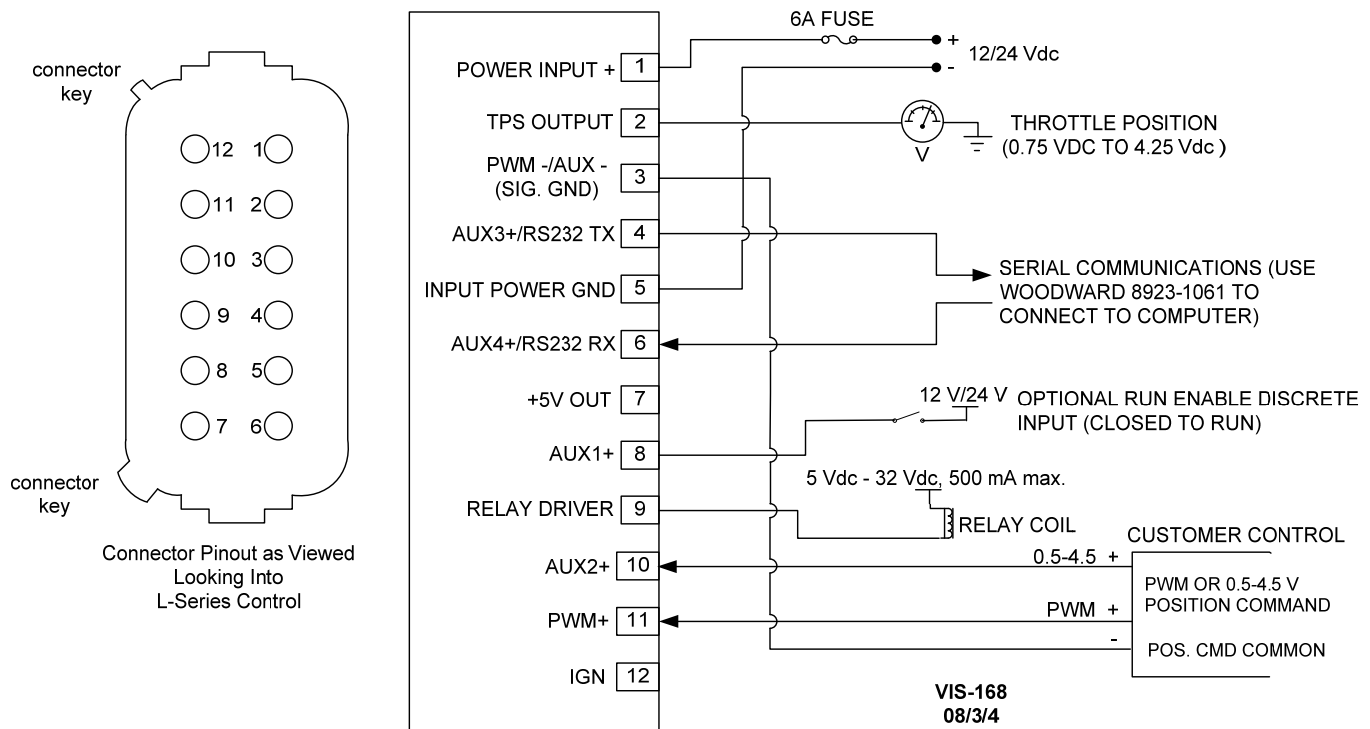 connector
key
12 1
11 2
10 3
9 4
8 5
7 6
connector
key
Connector Pinout as Viewed
Looking Into
L-Series Control
POWER INPUT + 1
TPS OUTPUT 2
PWM -/AUX - 3
(SIG. GND)
AUX3+/RS232 TX 4
INPUT POWER GND 5
AUX4+/RS232 RX 6
+5V OUT 7
AUX1+ 8
RELAY DRIVER 9
AUX2+ 10
PWM+ 11
IGN 12
6A FUSE
+
12/24 Vdc
-
V
THROTTLE POSITION
(0.75 VDC TO 4.25 Vdc )
SERIAL COMMUNICATIONS (USE
WOODWARD 8923-1061 TO
CONNECT TO COMPUTER)
12 V/24 V
OPTIONAL RUN ENABLE DISCRETE
INPUT (CLOSED TO RUN)
5 Vdc - 32 Vdc, 500 mA max.
RELAY COIL
CUSTOMER CONTROL
0.5-4.5 +
PWM OR 0.5-4.5 V
POSITION COMMAND
PWM +
-
POS. CMD COMMON
VIS-168
08/3/4